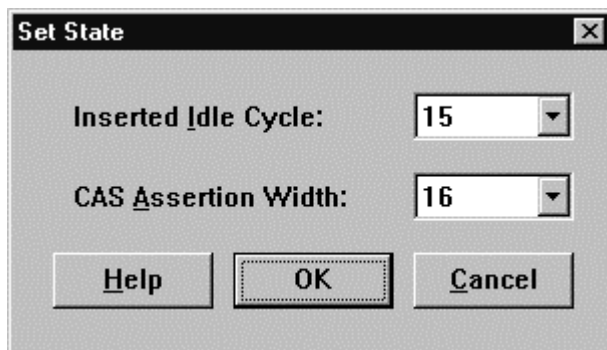 Set State
Inserted Idle Cycle: 15
CAS Assertion Width: 16
Help OK Cancel